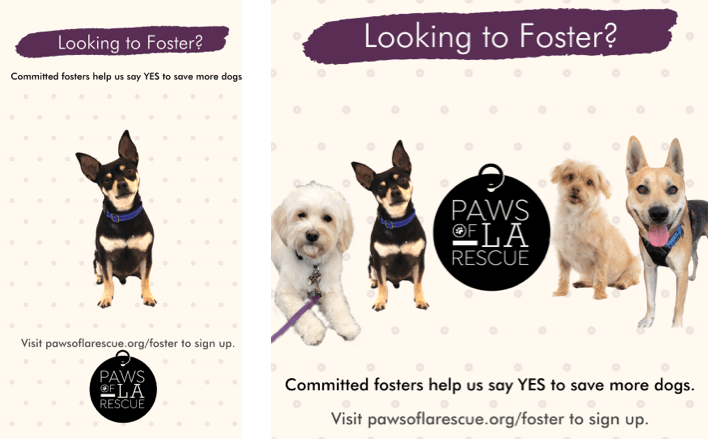 Looking to Foster?
Committed fosters help us say YES to save more dogs
Visit pawsoflarescue.org/foster to sign up.
PAWS
OF LA
RESCUE
Looking to Foster?
PAWS
OF LA
RESCUE
Committed fosters help us say YES to save more dogs.
Visit pawsoflarescue.org/foster to sign up.